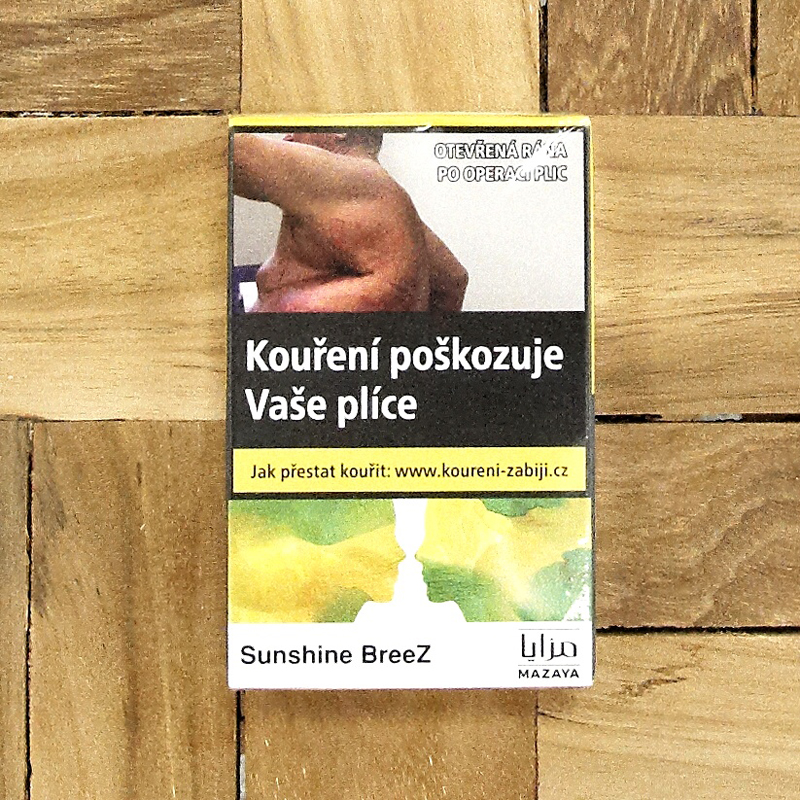 OTEVŘENÁ RÁNA
PO OPERACI PLIC
Kouření poškozuje
Vaše plíce
Jak přestat kouřit: www.koureni-zabiji.cz
Sunshine BreeZ
مزايا
MAZAYA